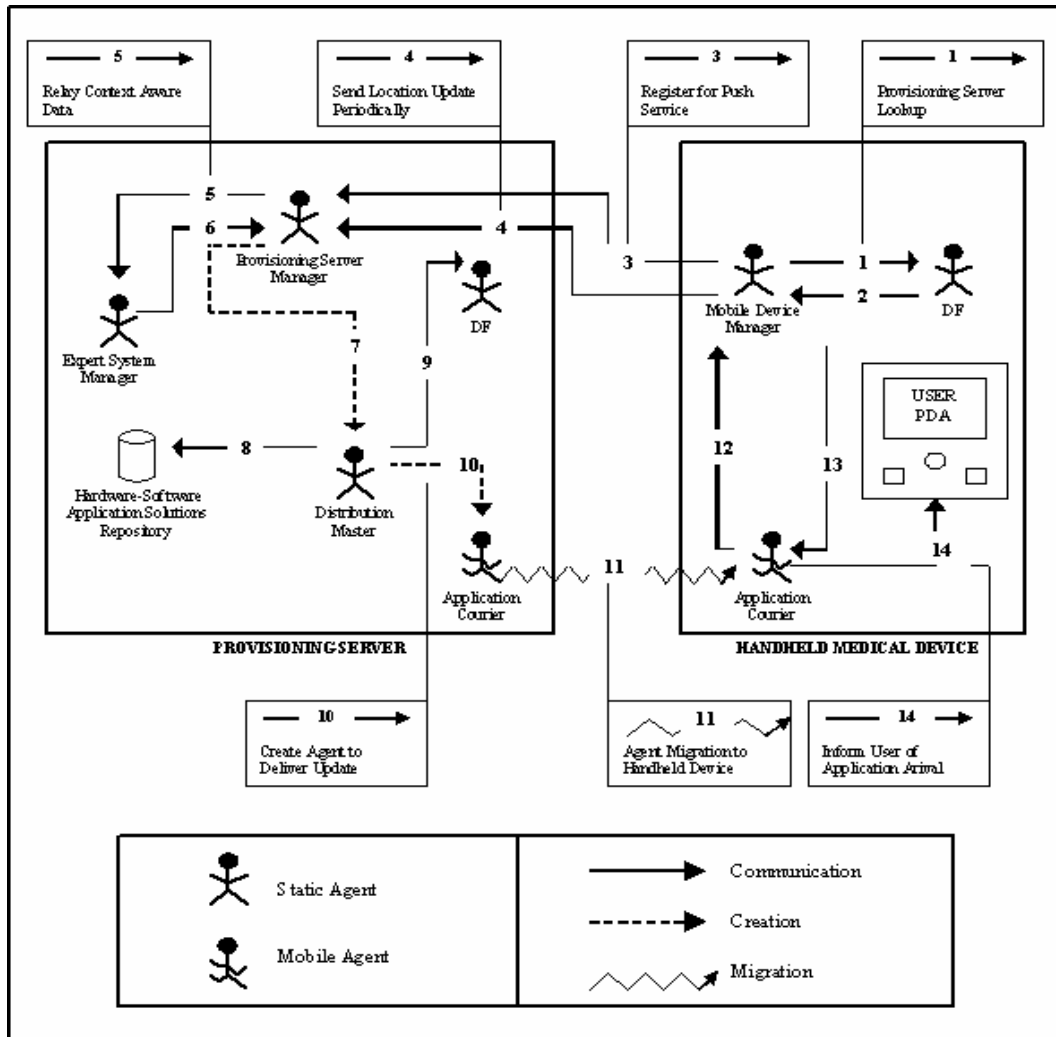 5
Relay Context Aware
Data
4
Send Location Update
Periodically
3
Register for Push
Service
1
Provisioning Server
Lookup
5
6
Provisioning Server
Manager
4
3
1
2
Mobile Device
Manager
DF
DF
Expert System
Manager
7
9
USER
PDA
8
10
12
13
Hardware-Software
Application Solutions
Repository
Distribution
Master
14
11
Application
Courier
Application
Courier
PROVISIONING SERVER
HANDHELD MEDICAL DEVICE
10
Create Agent to
Deliver Update
11
Agent Migration to
Handheld Device
14
Inform User of
Application Arival
Static Agent
Mobile Agent
Communication
Creation
Migration